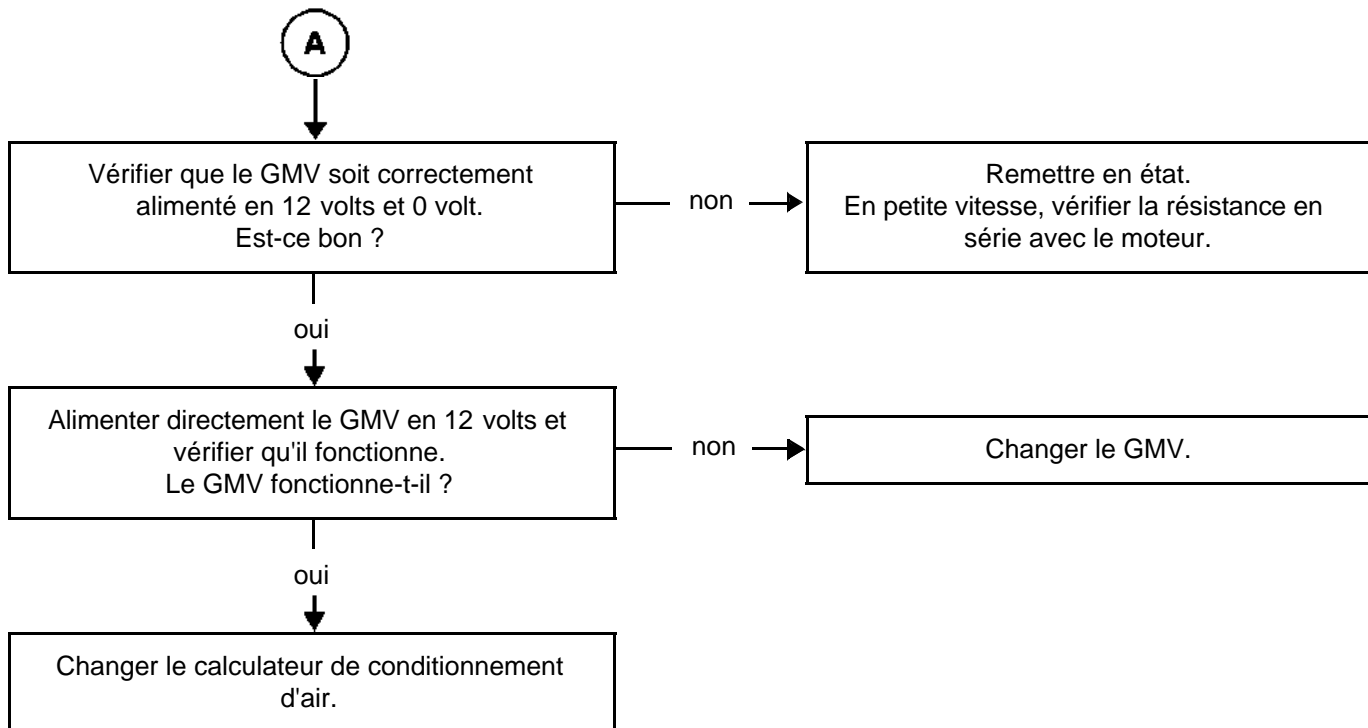 A
Vérifier que le GMV soit correctement
alimenté en 12 volts et 0 volt.
Est-ce bon ?
non
Remettre en état.
En petite vitesse, vérifier la résistance en
série avec le moteur.
oui
Alimenter directement le GMV en 12 volts et
vérifier qu'il fonctionne.
Le GMV fonctionne-t-il ?
non
Changer le GMV.
oui
Changer le calculateur de conditionnement
d'air.